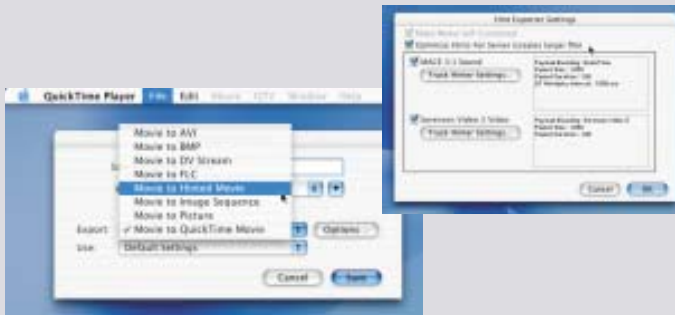 QuickTime Player File Edit Movie QTV Window Help
Movie to AVI
Movie to BMP
Movie to DV Stream
Movie to FLC
Movie to Hinted Movie
Movie to Image Sequence
Movie to Picture
Export: ✓ Movie to QuickTime Movie Options...
Use: Default Settings
Cancel Save
Hint Exporter Settings
Make Movie self-Contained
Optimize Hints For Server (creates larger file)
MACE 3:1 Sound
Track Hinter Settings...
Sorenson Video 3 Video
Track Hinter Settings...
Cancel OK